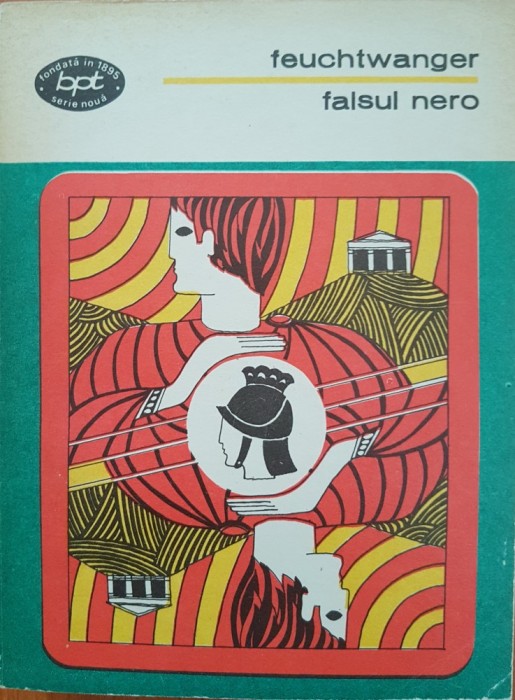 fondată în 1895
bpt
serie nouă
feuchtwanger
falsul nero